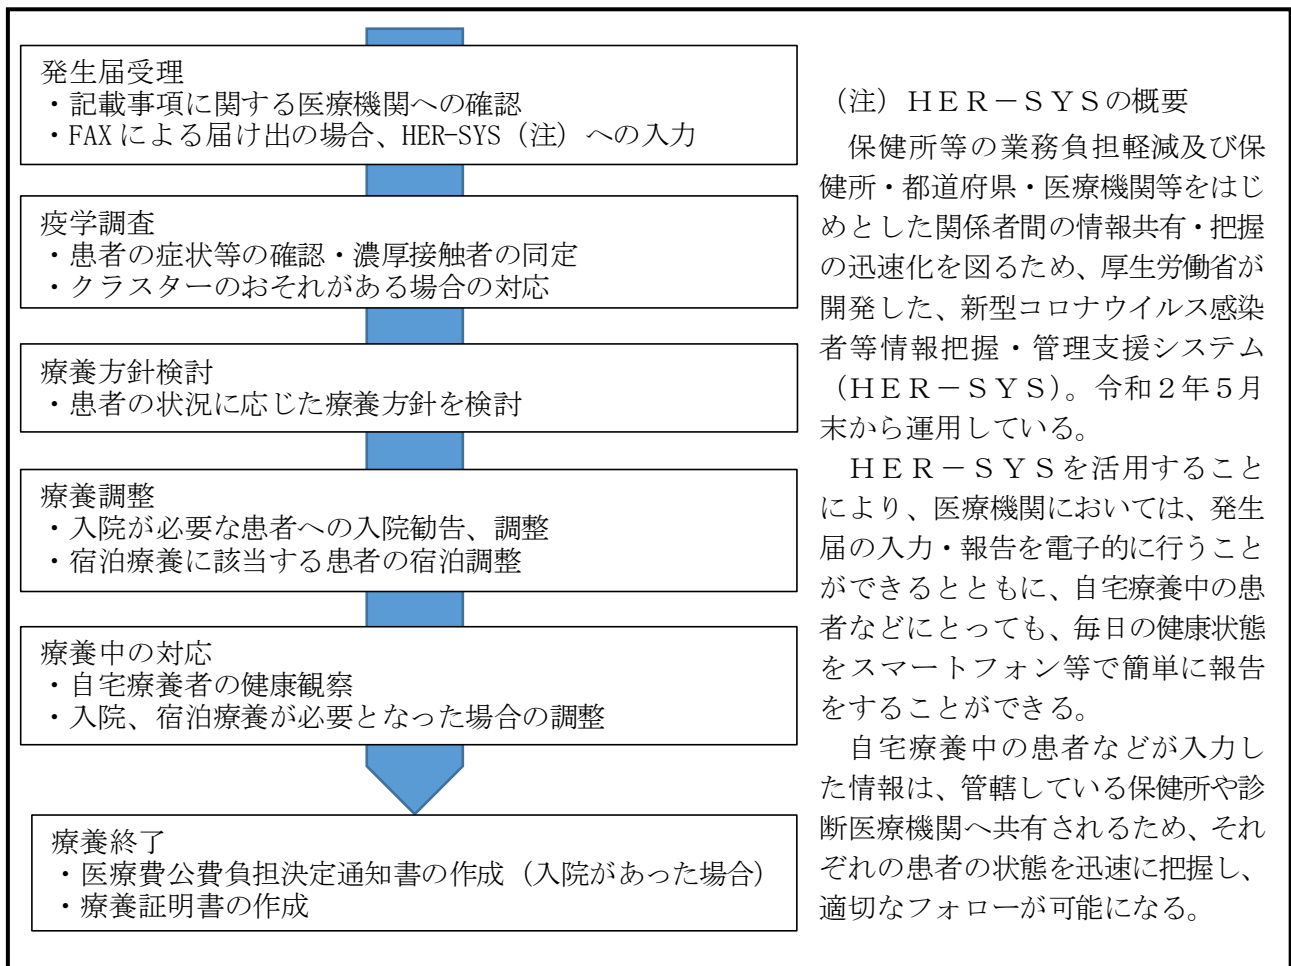 発生届受理
・記載事項に関する医療機関への確認
・FAXによる届け出の場合、HER-SYS（注）への入力
疫学調査
・患者の症状等の確認・濃厚接触者の同定
・クラスターのおそれがある場合の対応
療養方針検討
・患者の状況に応じた療養方針を検討
療養調整
・入院が必要な患者への入院勧告、調整
・宿泊療養に該当する患者の宿泊調整
療養中の対応
・自宅療養者の健康観察
・入院、宿泊療養が必要となった場合の調整
療養終了
・医療費公費負担決定通知書の作成（入院があった場合）
・療養証明書の作成
（注）ＨＥＲ－ＳＹＳの概要
保健所等の業務負担軽減及び保
健所・都道府県・医療機関等をはじ
めとした関係者間の情報共有・把握
の迅速化を図るため、厚生労働省が
開発した、新型コロナウイルス感染
者等情報把握・管理支援システム
（ＨＥＲ－ＳＹＳ）。令和２年５月
末から運用している。
ＨＥＲ－ＳＹＳを活用すること
により、医療機関においては、発生
届の入力・報告を電子的に行うこと
ができるとともに、自宅療養中の患
者などにとっても、毎日の健康状態
をスマートフォン等で簡単に報告
をすることができる。
自宅療養中の患者などが入力し
た情報は、管轄している保健所や診
断医療機関へ共有されるため、それ
ぞれの患者の状態を迅速に把握し、
適切なフォローが可能になる。